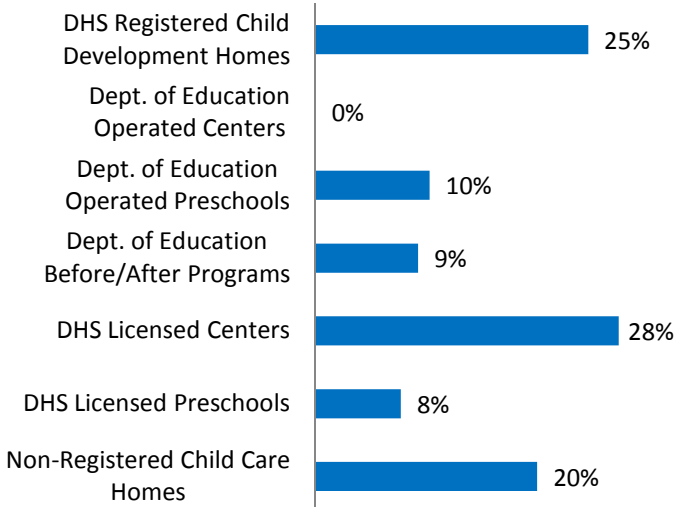 DHS Registered Child
Development Homes
25%
Dept. of Education
Operated Centers
0%
Dept. of Education
Operated Preschools
10%
Dept. of Education
Before/After Programs
9%
DHS Licensed Centers
28%
DHS Licensed Preschools
8%
Non-Registered Child Care
Homes
20%